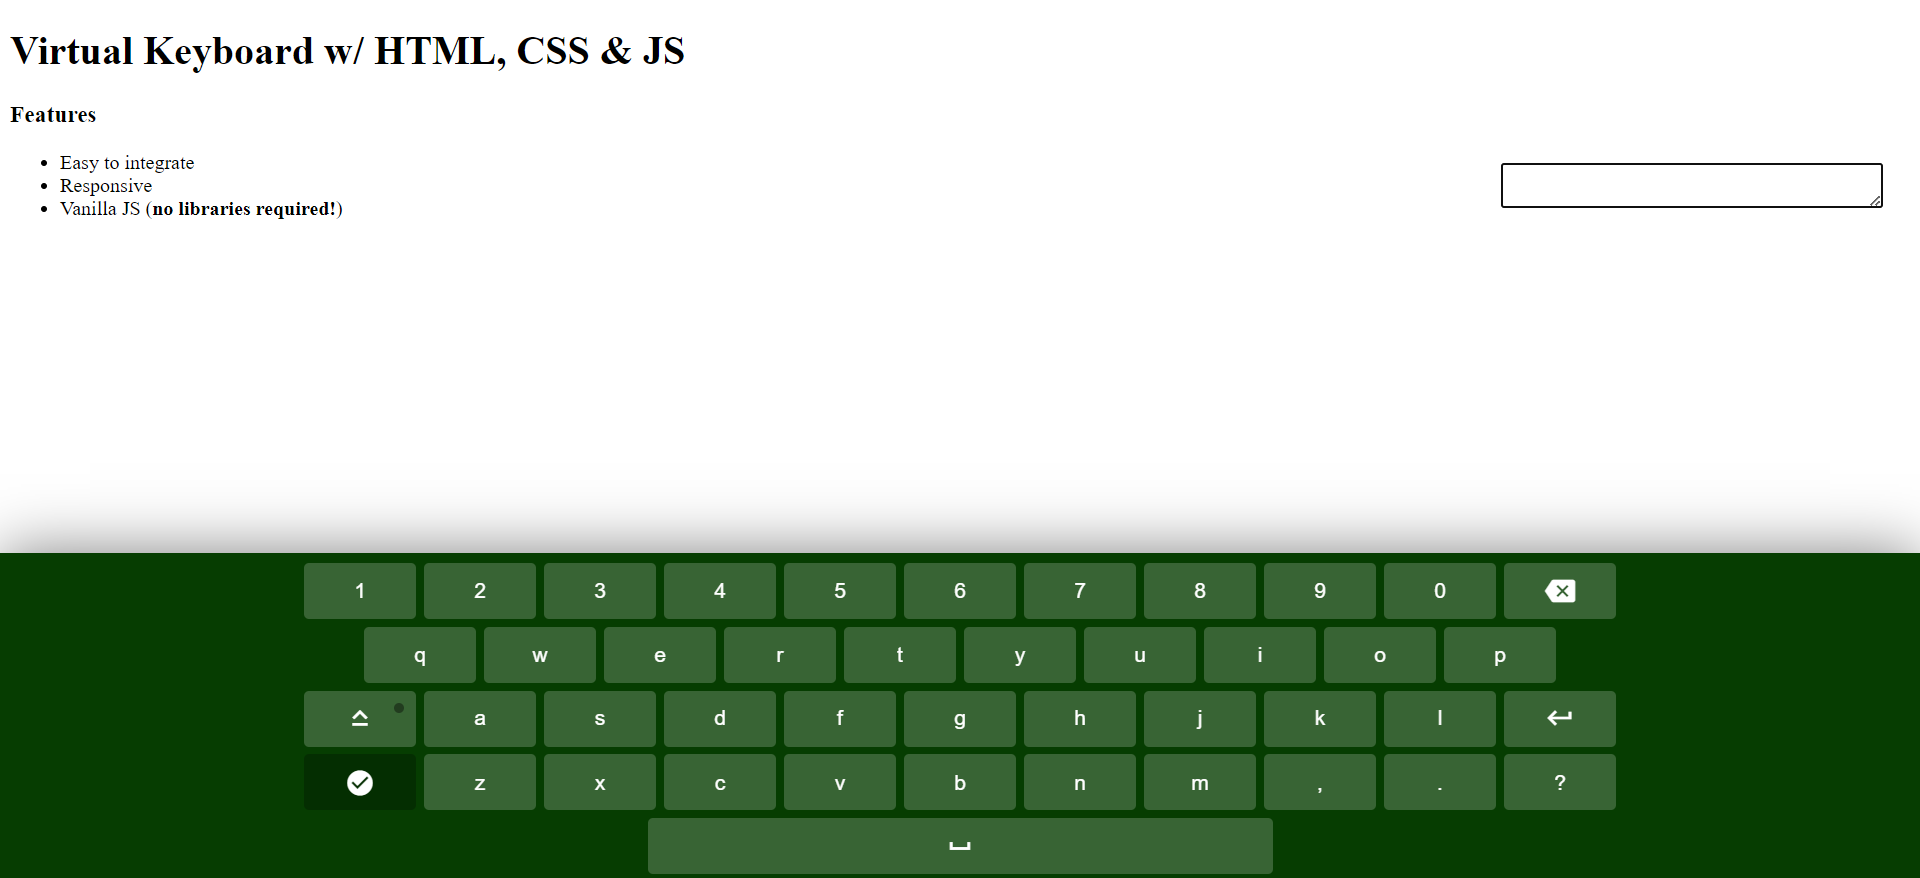 Virtual Keyboard w/ HTML, CSS & JS
Features
Easy to integrate
Responsive
Vanilla JS (no libraries required!)
1 2 3 4 5 6 7 8 9 0
q w e r t y u i o p
a s d f g h j k l
z x c v b n m , . ?